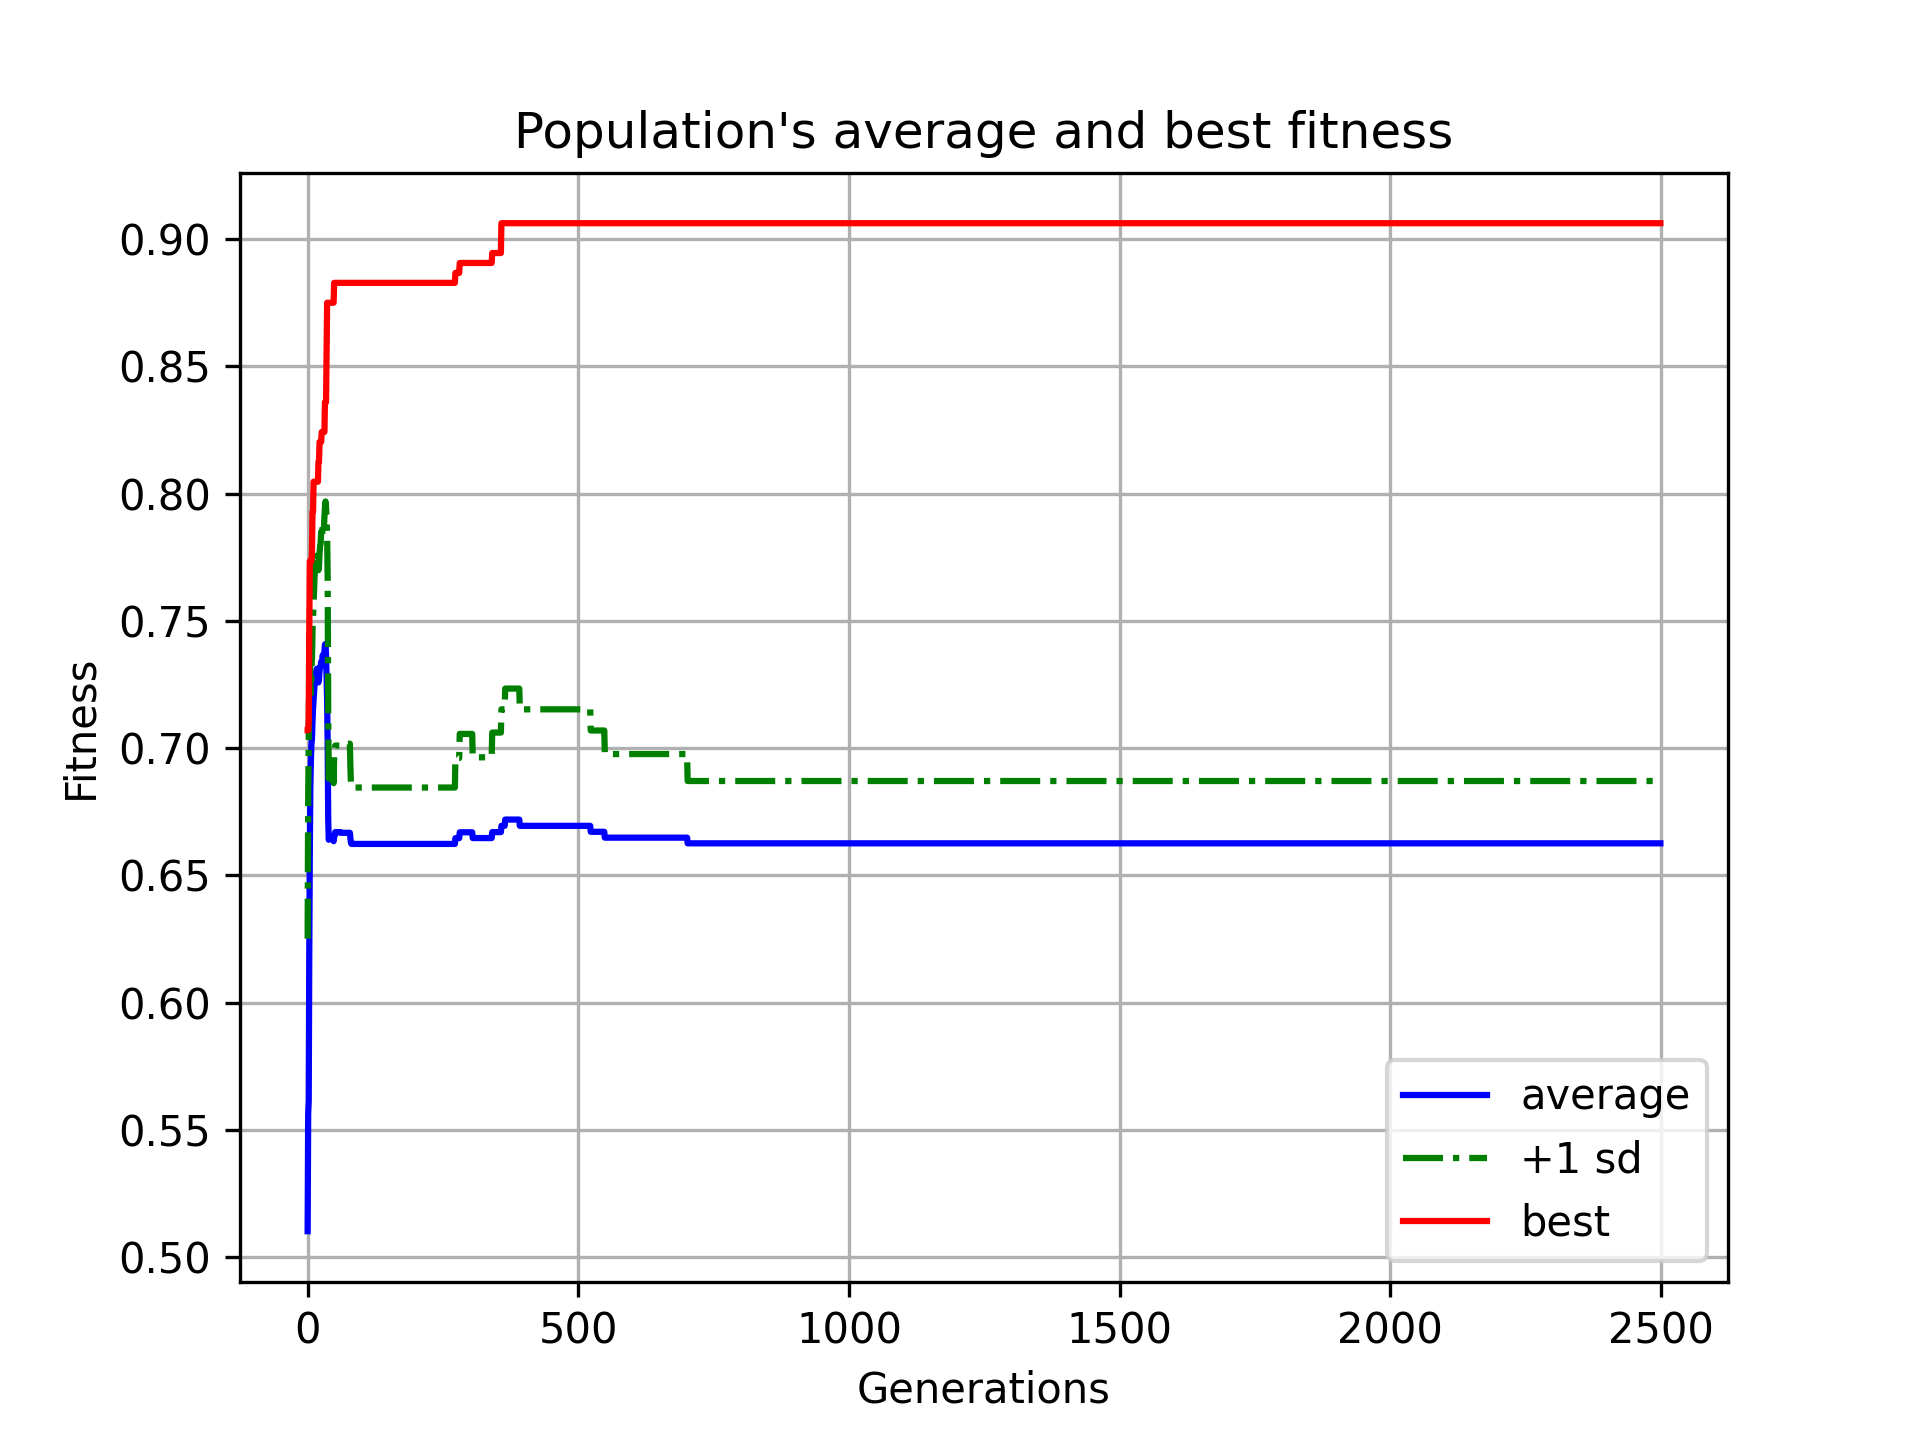 Population's average and best fitness
Fitness
0.90
0.85
0.80
0.75
0.70
0.65
0.60
0.55
0.50
average
+1 sd
best
0 500 1000 1500 2000 2500
Generations